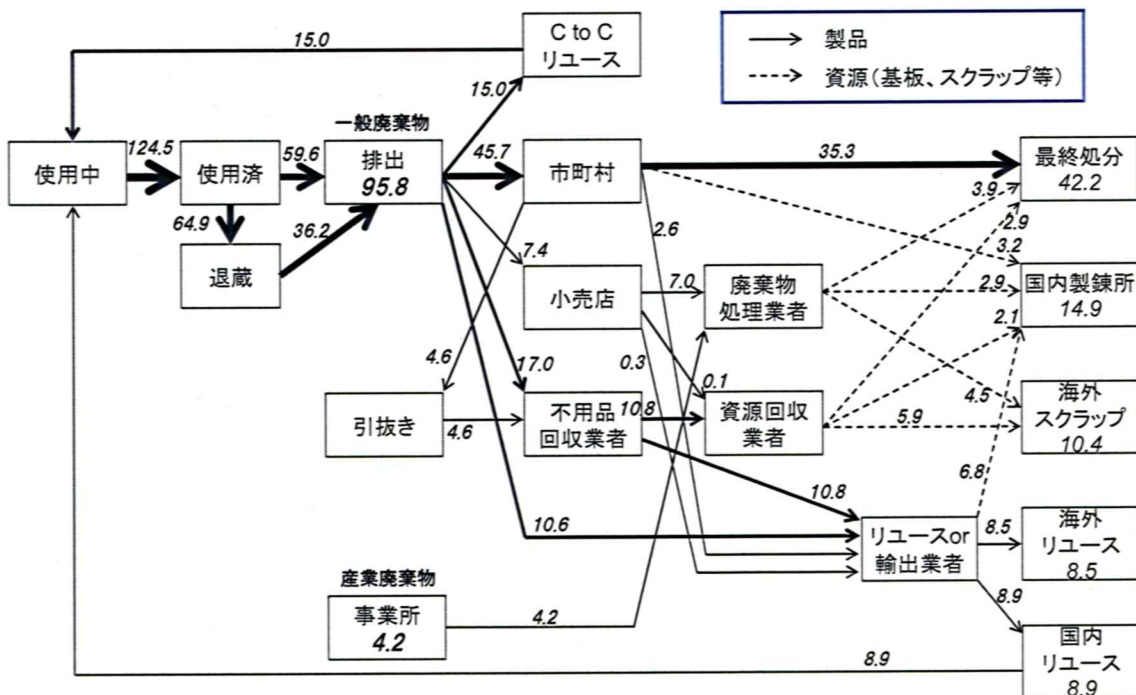 15.0
C to C
リユース
製品
資源(基板、スクラップ等)
15.0
一般廃棄物
使用中
124.5
使用済
59.6
排出
95.8
45.7
市町村
35.3
最終処分
42.2
64.9
36.2
退蔵
3.9
2.9
2.6
3.2
7.4
小売店
7.0
廃棄物
処理業者
2.9
国内製錬所
14.9
2.1
4.6
17.0
0.3
0.1
4.5
引抜き
4.6
不用品
回収業者
10.8
資源回収
業者
5.9
海外
スクラップ
10.4
6.8
10.8
10.6
リユースor
輸出業者
8.5
海外
リユース
8.5
産業廃棄物
事業所
4.2
4.2
8.9
国内
リユース
8.9
8.9